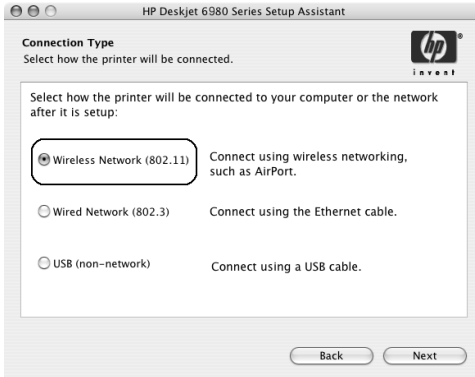 HP Deskjet 6980 Series Setup Assistant
Connection Type
Select how the printer will be connected.
hp
invent
Select how the printer will be connected to your computer or the network
after it is setup:
Wireless Network (802.11)
Connect using wireless networking,
such as AirPort.
Wired Network (802.3)
Connect using the Ethernet cable.
USB (non-network)
Connect using a USB cable.
Back
Next